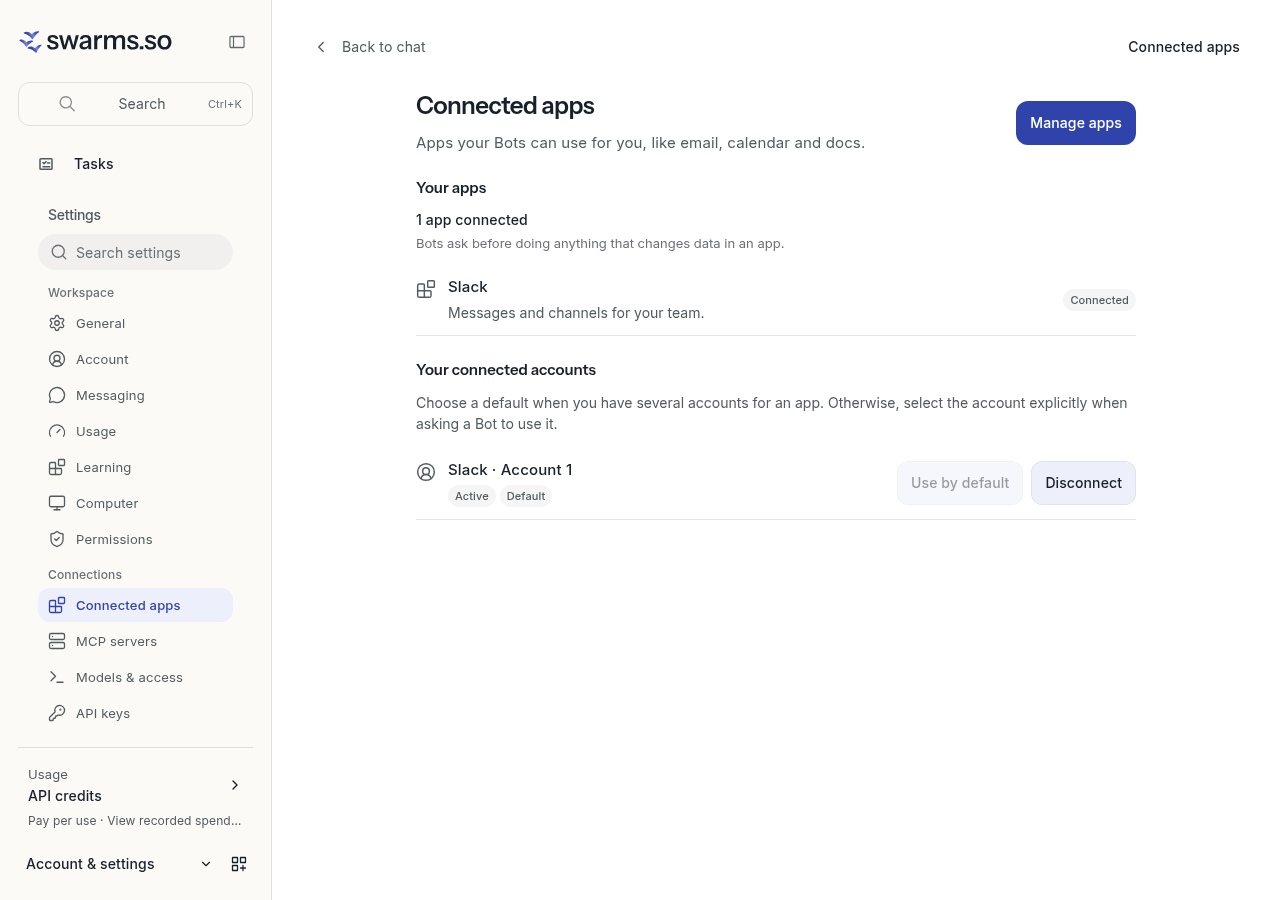 swarms.so
Search Ctrl+K
Tasks
Settings
Search settings
Workspace
General
Account
Messaging
Usage
Learning
Computer
Permissions
Connections
Connected apps
MCP servers
Models & access
API keys
Usage
API credits
Pay per use · View recorded spend...
Account & settings
Back to chat
Connected apps
Connected apps
Apps your Bots can use for you, like email, calendar and docs.
Manage apps
Your apps
1 app connected
Bots ask before doing anything that changes data in an app.
Slack
Messages and channels for your team.
Connected
Your connected accounts
Choose a default when you have several accounts for an app. Otherwise, select the account explicitly when
asking a Bot to use it.
Slack · Account 1
Active Default
Use by default
Disconnect